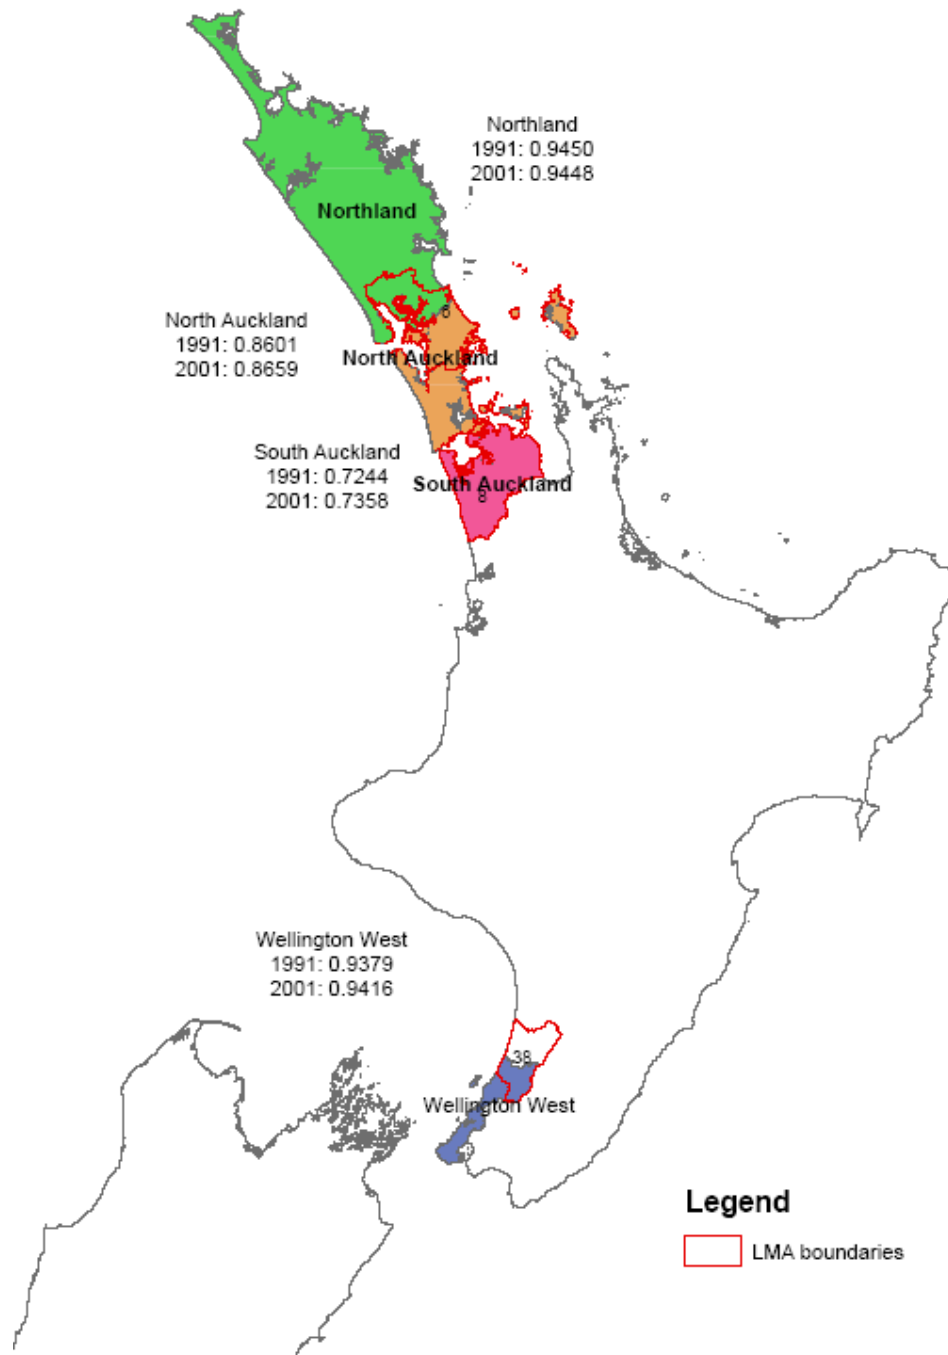 Northland
1991: 0.9450
2001: 0.9448
Northland
North Auckland
1991: 0.8601
2001: 0.8659
6
North Auckland
South Auckland
1991: 0.7244
2001: 0.7358
South Auckland
8
Wellington West
1991: 0.9379
2001: 0.9416
38
Wellington West
Legend
LMA boundaries